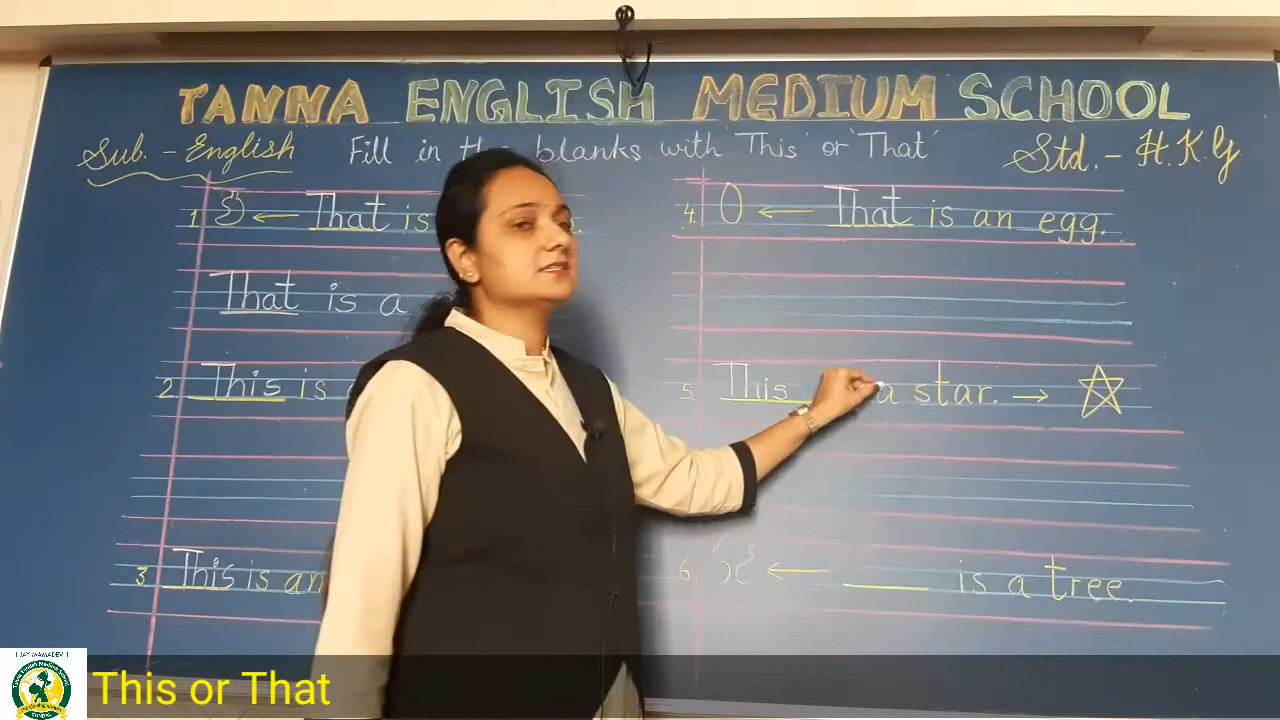 TANNA ENGLISH MEDIUM SCHOOL
Sub. - English
Fill in the blanks with 'This' or 'That'
Std. - H.K.G
1. ← That is
That is a
2. This is
3. This is an
4. ← That is an egg.
5. This a star. →
6. ← ____ is a tree.
This or That